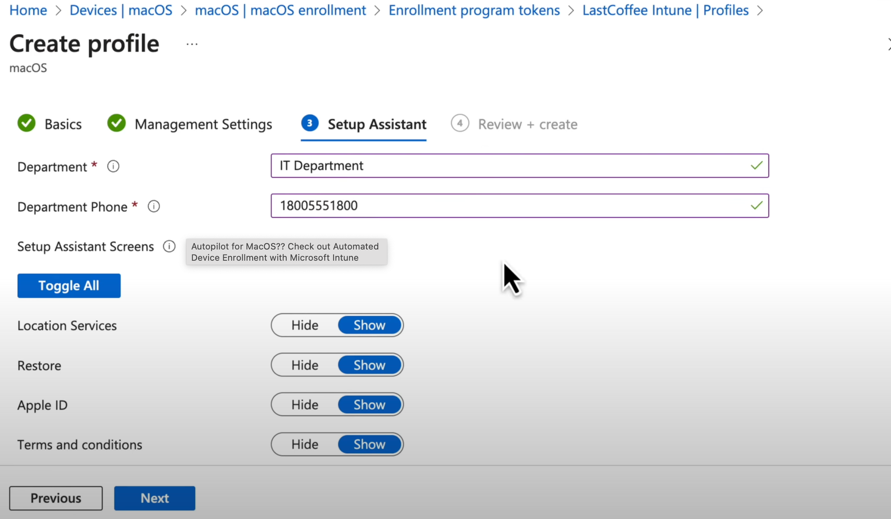 Home > Devices | macOS > macOS | macOS enrollment > Enrollment program tokens > LastCoffee Intune | Profiles >
Create profile ...
macOS
Basics Management Settings 3 Setup Assistant 4 Review + create
Department * IT Department
Department Phone * 18005551800
Setup Assistant Screens
Autopilot for MacOS?? Check out Automated
Device Enrollment with Microsoft Intune
Toggle All
Location Services Hide Show
Restore Hide Show
Apple ID Hide Show
Terms and conditions Hide Show
Previous Next